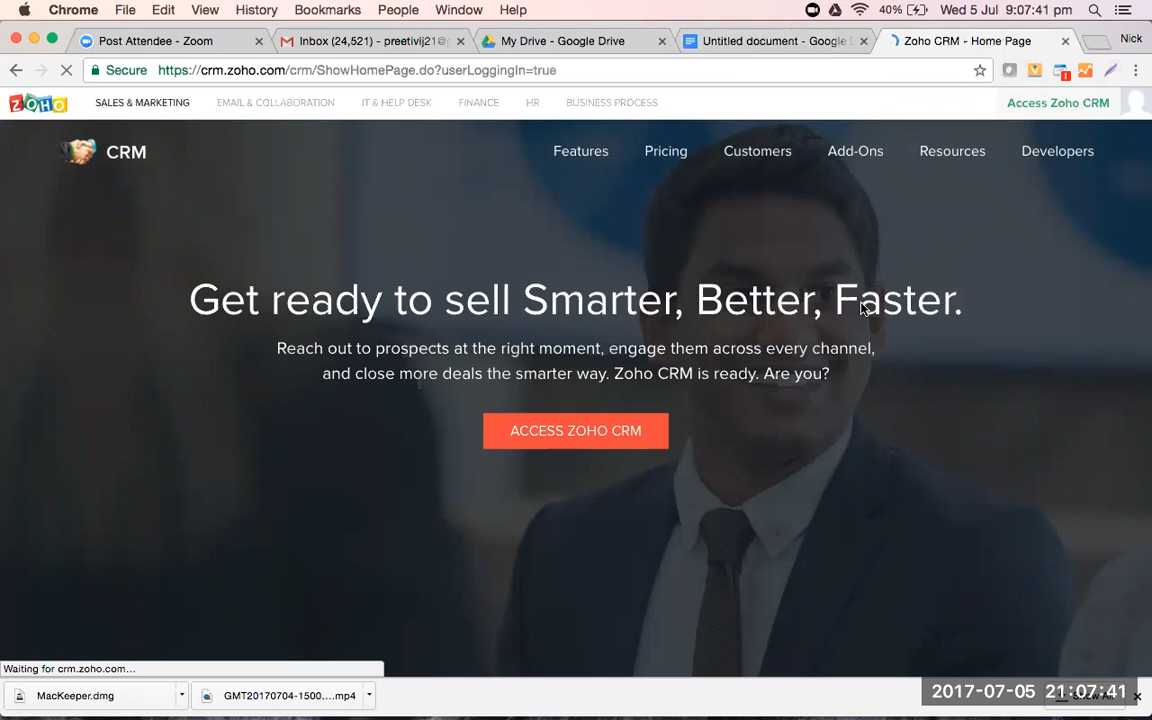 Chrome File Edit View History Bookmarks People Window Help 40% Wed 5 Jul 9:07:41 pm
Post Attendee - Zoom Inbox (24,521) - preetivij21@g My Drive - Google Drive Untitled document - Google D Zoho CRM - Home Page Nick
Secure https://crm.zoho.com/crm/ShowHomePage.do?userLoggingIn=true
ZOHO SALES & MARKETING EMAIL & COLLABORATION IT & HELP DESK FINANCE HR BUSINESS PROCESS Access Zoho CRM
CRM Features Pricing Customers Add-Ons Resources Developers
Get ready to sell Smarter, Better, Faster.
Reach out to prospects at the right moment, engage them across every channel,
and close more deals the smarter way. Zoho CRM is ready. Are you?
ACCESS ZOHO CRM
Waiting for crm.zoho.com...
MacKeeper.dmg GMT20170704-1500....mp4
2017-07-05 21:07:41